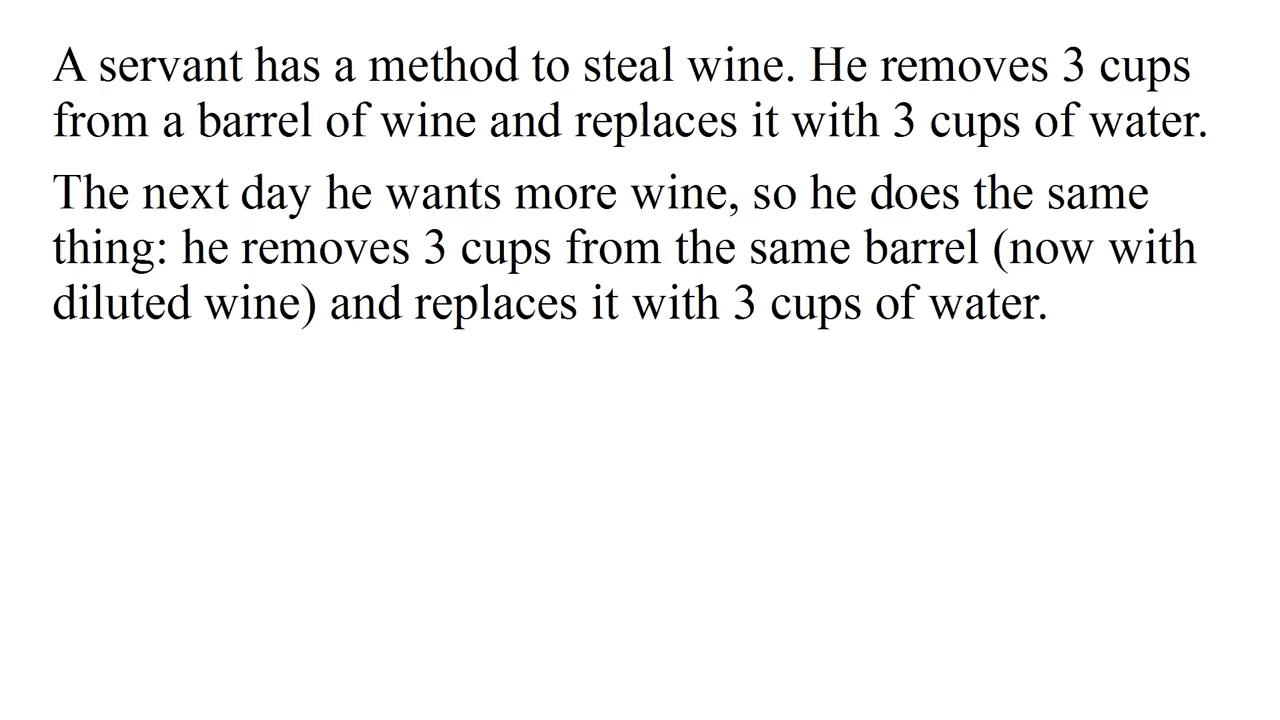 A servant has a method to steal wine. He removes 3 cups
from a barrel of wine and replaces it with 3 cups of water.
The next day he wants more wine, so he does the same
thing: he removes 3 cups from the same barrel (now with
diluted wine) and replaces it with 3 cups of water.